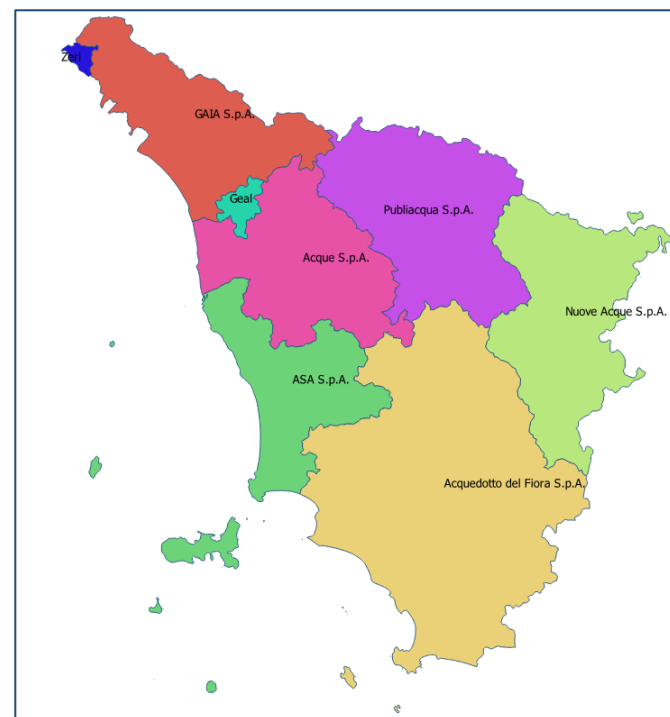 Zeri
GAIA S.p.A.
Geal
Publiacqua S.p.A.
Acque S.p.A.
Nuove Acque S.p.A.
ASA S.p.A.
Acquedotto del Fiora S.p.A.